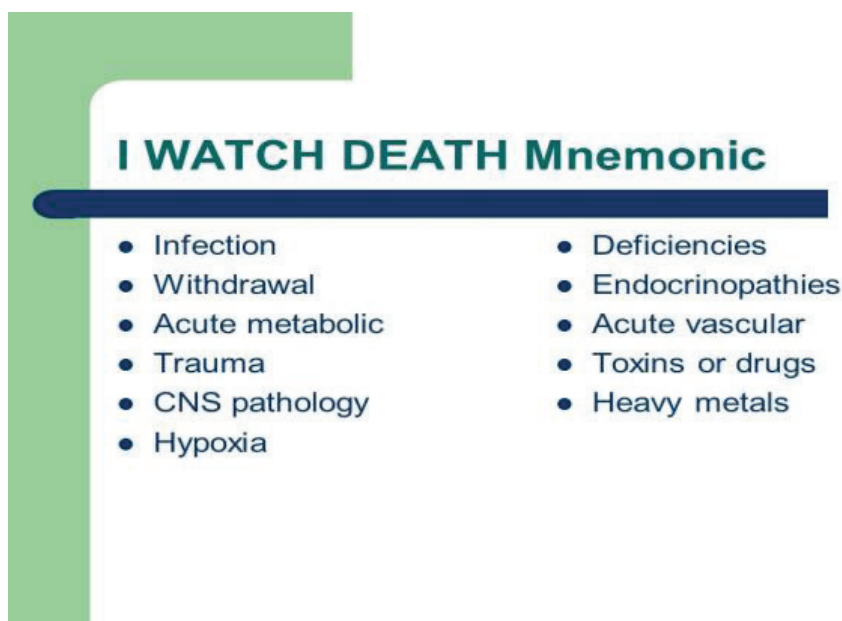 I WATCH DEATH Mnemonic
● Infection
● Withdrawal
● Acute metabolic
● Trauma
● CNS pathology
● Hypoxia
● Deficiencies
● Endocrinopathies
● Acute vascular
● Toxins or drugs
● Heavy metals